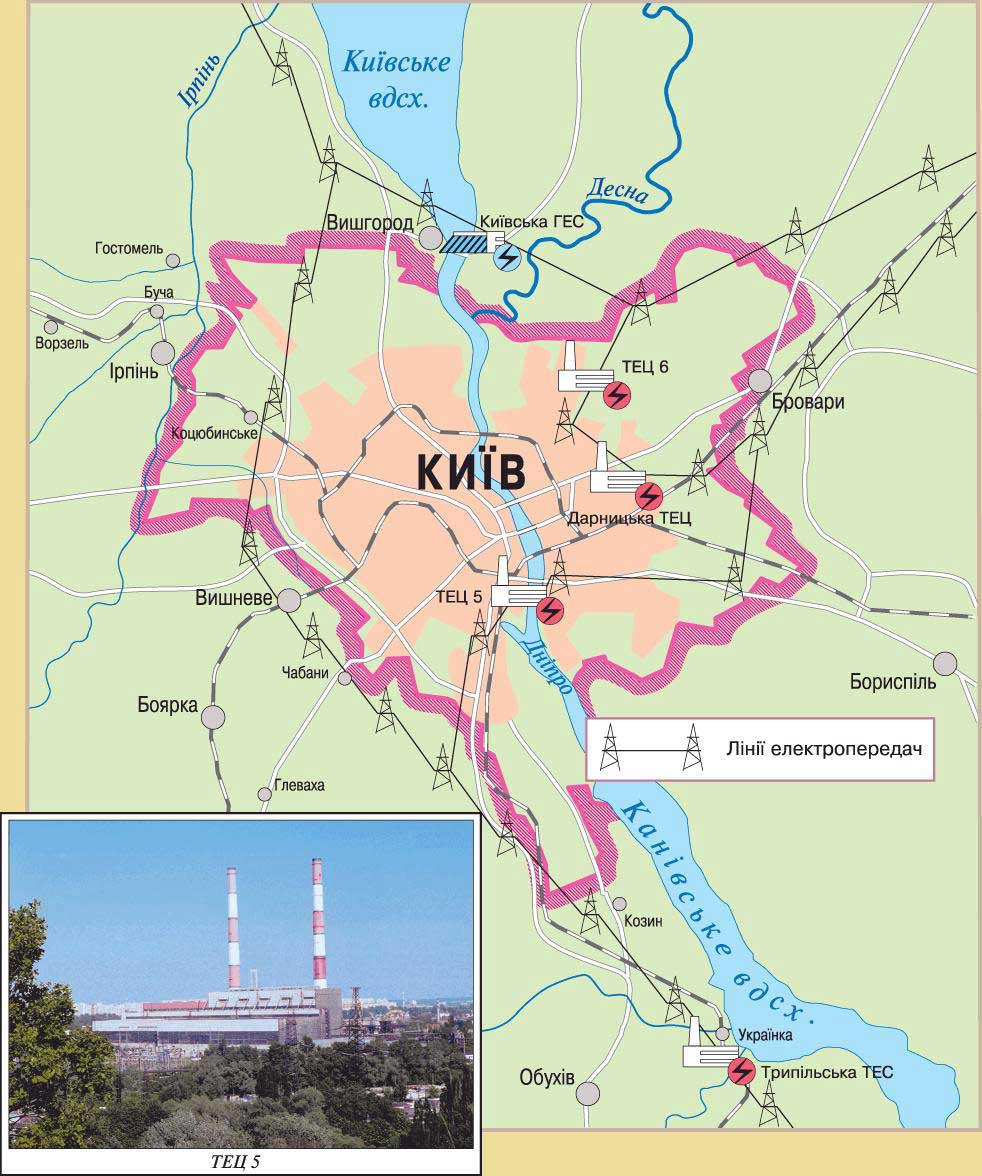 Ірпінь
Київське
вдсх.
Десна
Вишгород
Київська ГЕС
Гостомель
Буча
Ворзель
Ірпінь
ТЕЦ 6
Бровари
Коцюбинське
КИЇВ
Дарницька ТЕЦ
Вишневе
ТЕЦ 5
Дніпро
Чабани
Бориспіль
Боярка
Лінії електропередач
Глеваха
Канівське вдсх.
Козин
Українка
Обухів
Трипільська ТЕС
ТЕЦ 5